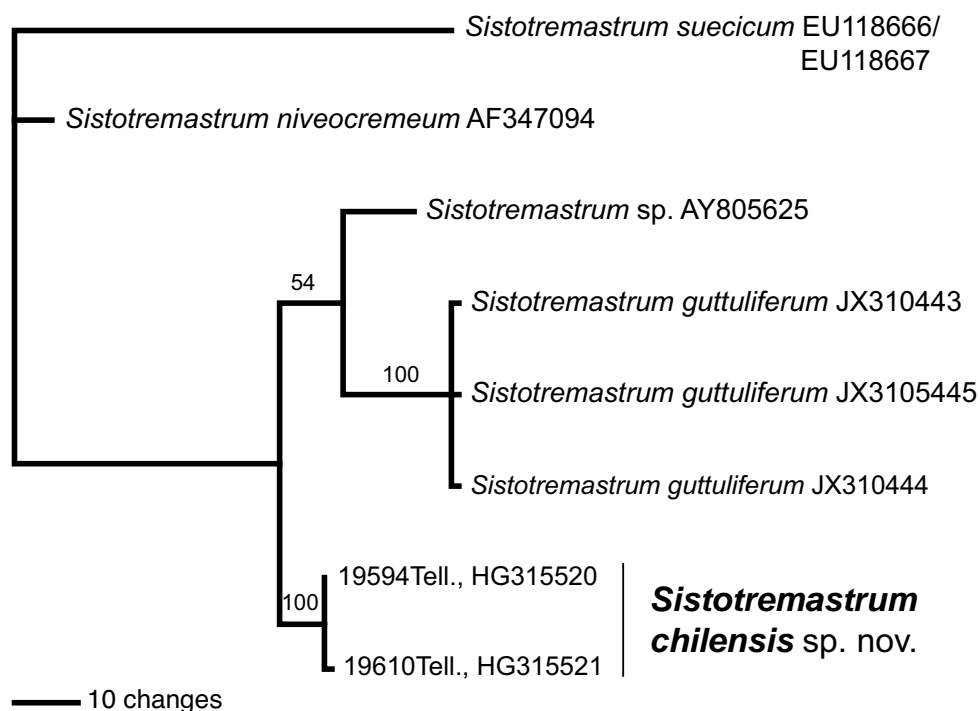 Sistotremastrum suecicum EU118666/
EU118667
Sistotremastrum niveocremeum AF347094
Sistotremastrum sp. AY805625
54
Sistotremastrum guttuliferum JX310443
100
Sistotremastrum guttuliferum JX3105445
Sistotremastrum guttuliferum JX310444
19594Tell., HG315520
100
19610Tell., HG315521
Sistotremastrum
chilensis sp. nov.
10 changes